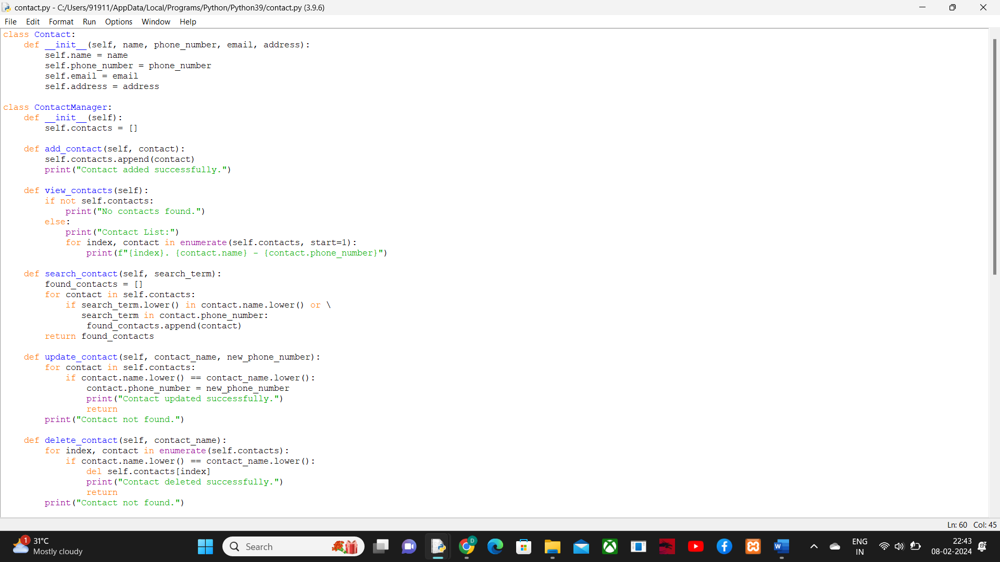 contact.py - C:/Users/91911/AppData/Local/Programs/Python/Python39/contact.py (3.9.6)
File Edit Format Run Options Window Help
class Contact:
    def __init__(self, name, phone_number, email, address):
        self.name = name
        self.phone_number = phone_number
        self.email = email
        self.address = address

class ContactManager:
    def __init__(self):
        self.contacts = []

    def add_contact(self, contact):
        self.contacts.append(contact)
        print("Contact added successfully.")

    def view_contacts(self):
        if not self.contacts:
            print("No contacts found.")
        else:
            print("Contact List:")
            for index, contact in enumerate(self.contacts, start=1):
                print(f"{index}. {contact.name} - {contact.phone_number}")

    def search_contact(self, search_term):
        found_contacts = []
        for contact in self.contacts:
            if search_term.lower() in contact.name.lower() or \
               search_term in contact.phone_number:
                found_contacts.append(contact)
        return found_contacts

    def update_contact(self, contact_name, new_phone_number):
        for contact in self.contacts:
            if contact.name.lower() == contact_name.lower():
                contact.phone_number = new_phone_number
                print("Contact updated successfully.")
                return
        print("Contact not found.")

    def delete_contact(self, contact_name):
        for index, contact in enumerate(self.contacts):
            if contact.name.lower() == contact_name.lower():
                del self.contacts[index]
                print("Contact deleted successfully.")
                return
        print("Contact not found.")
Ln: 60 Col: 45
1
31°C
Mostly cloudy
Search
D
W
ENG
IN
22:43
08-02-2024